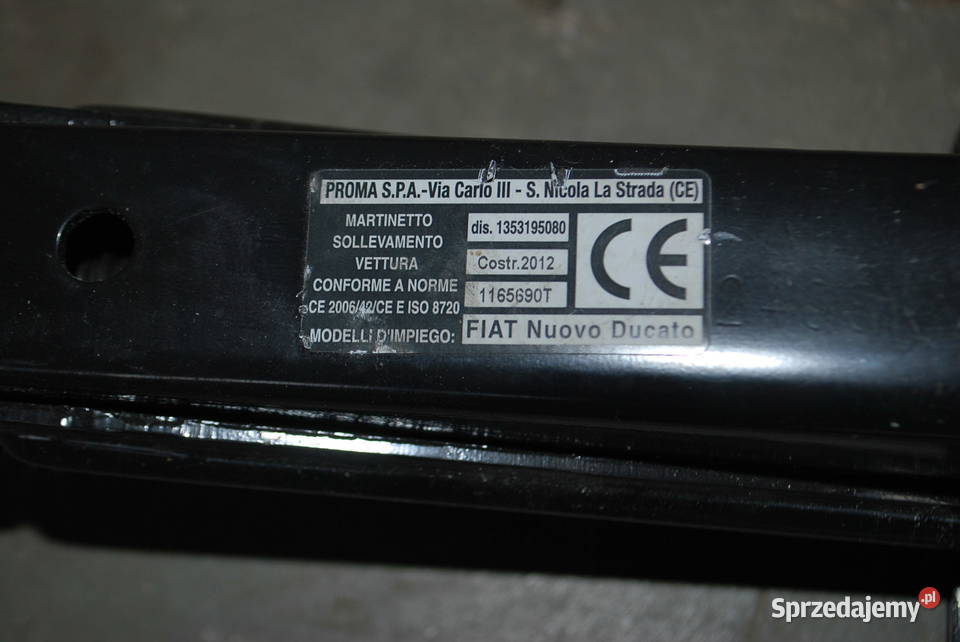 PROMA S.P.A.-Via Carlo III - S. Nicola La Strada (CE)
MARTINETTO
SOLLEVAMENTO
VETTURA
CONFORME A NORME
CE 2006/42/CE E ISO 8720
dis. 1353195080
Costr.2012
1165690T
CE
MODELLI D'IMPIEGO: FIAT Nuovo Ducato
Sprzedajemy.pl